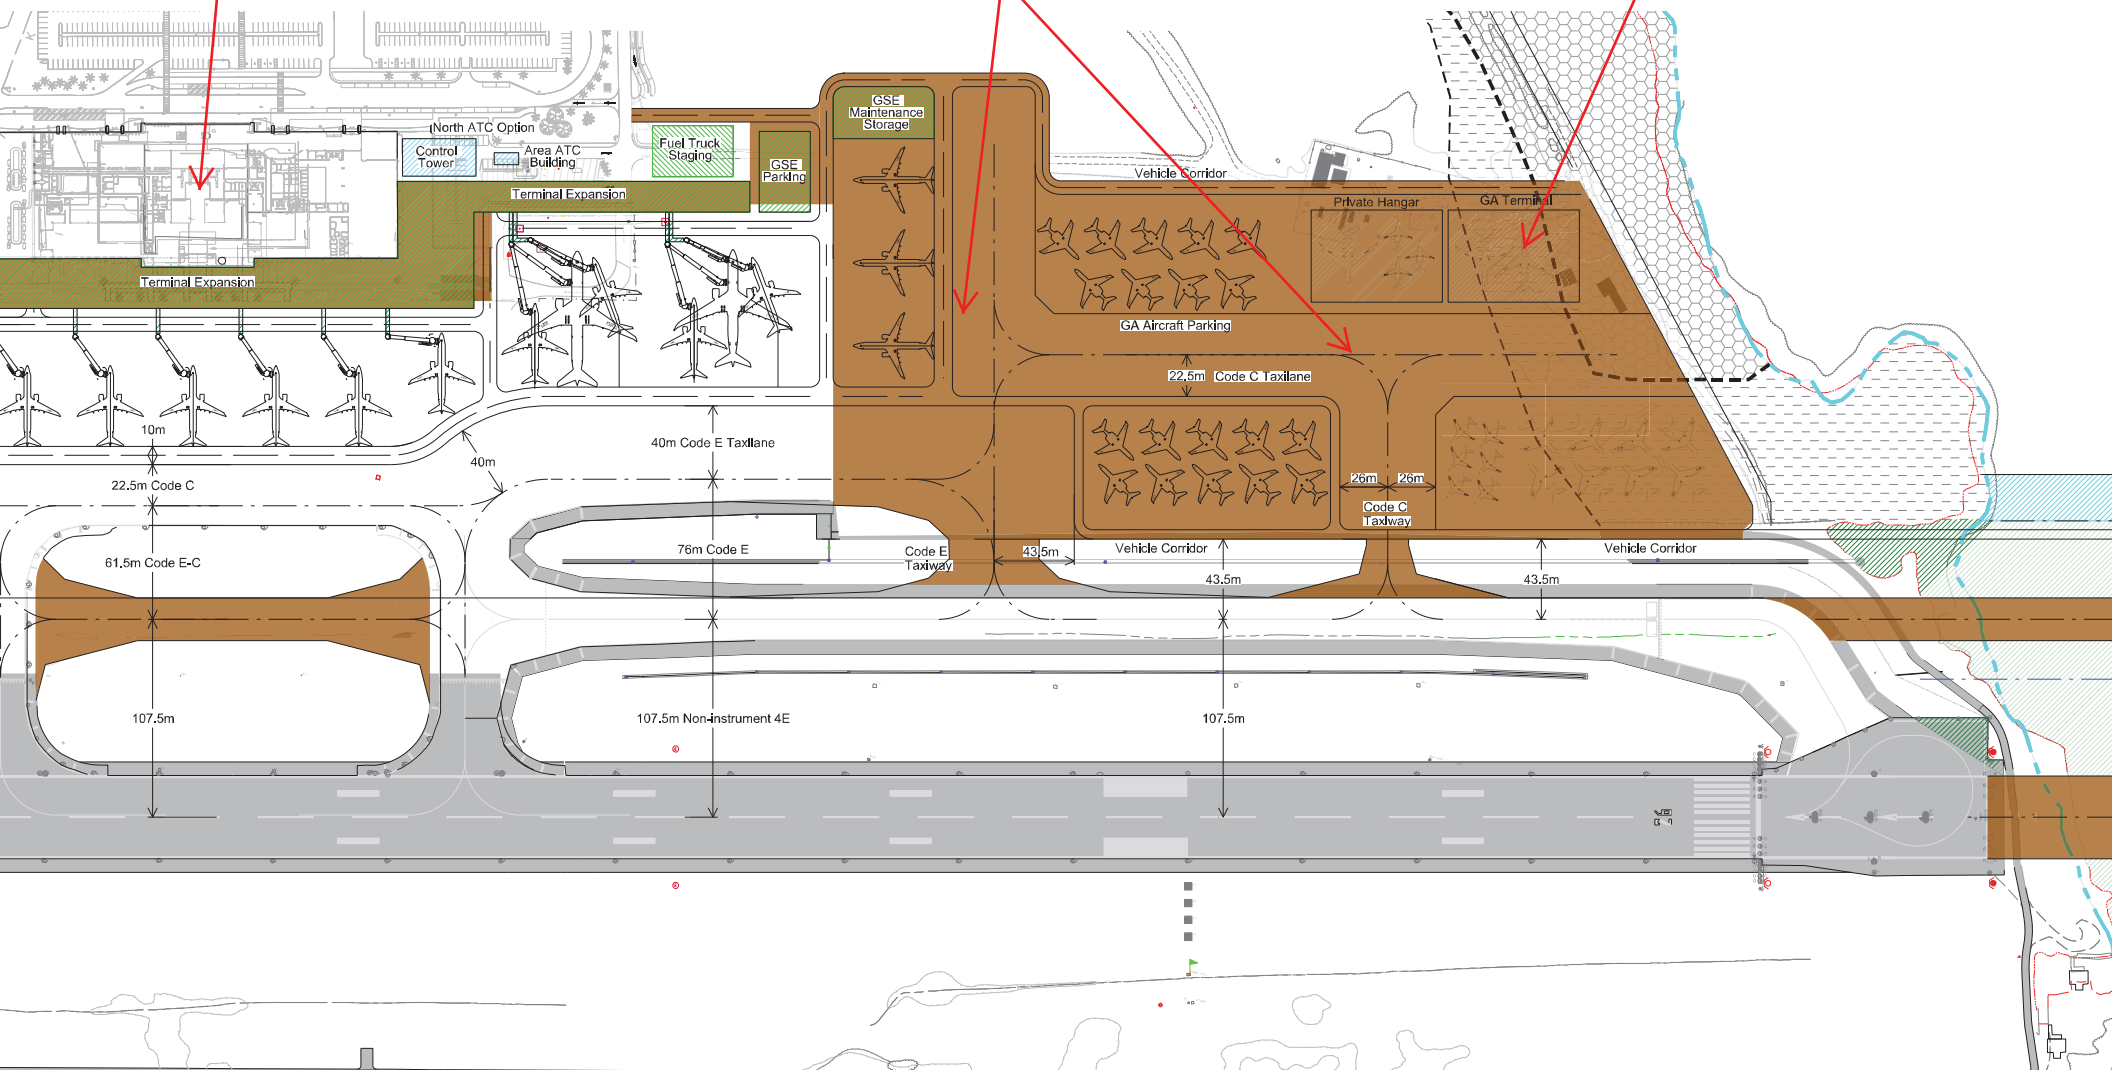 GSE
Maintenance
Storage
North ATC Option
Control
Tower
Area ATC
Building
Fuel Truck
Staging
GSE
Parking
Terminal Expansion
Vehicle Corridor
Private Hangar
GA Terminal
Terminal Expansion
GA Aircraft Parking
22.5m
Code C Taxilane
10m
40m Code E Taxilane
40m
22.5m Code C
26m
26m
Code C
Taxiway
61.5m Code E-C
76m Code E
Code E
Taxiway
43.5m
Vehicle Corridor
Vehicle Corridor
43.5m
43.5m
107.5m
107.5m Non-instrument 4E
107.5m
26